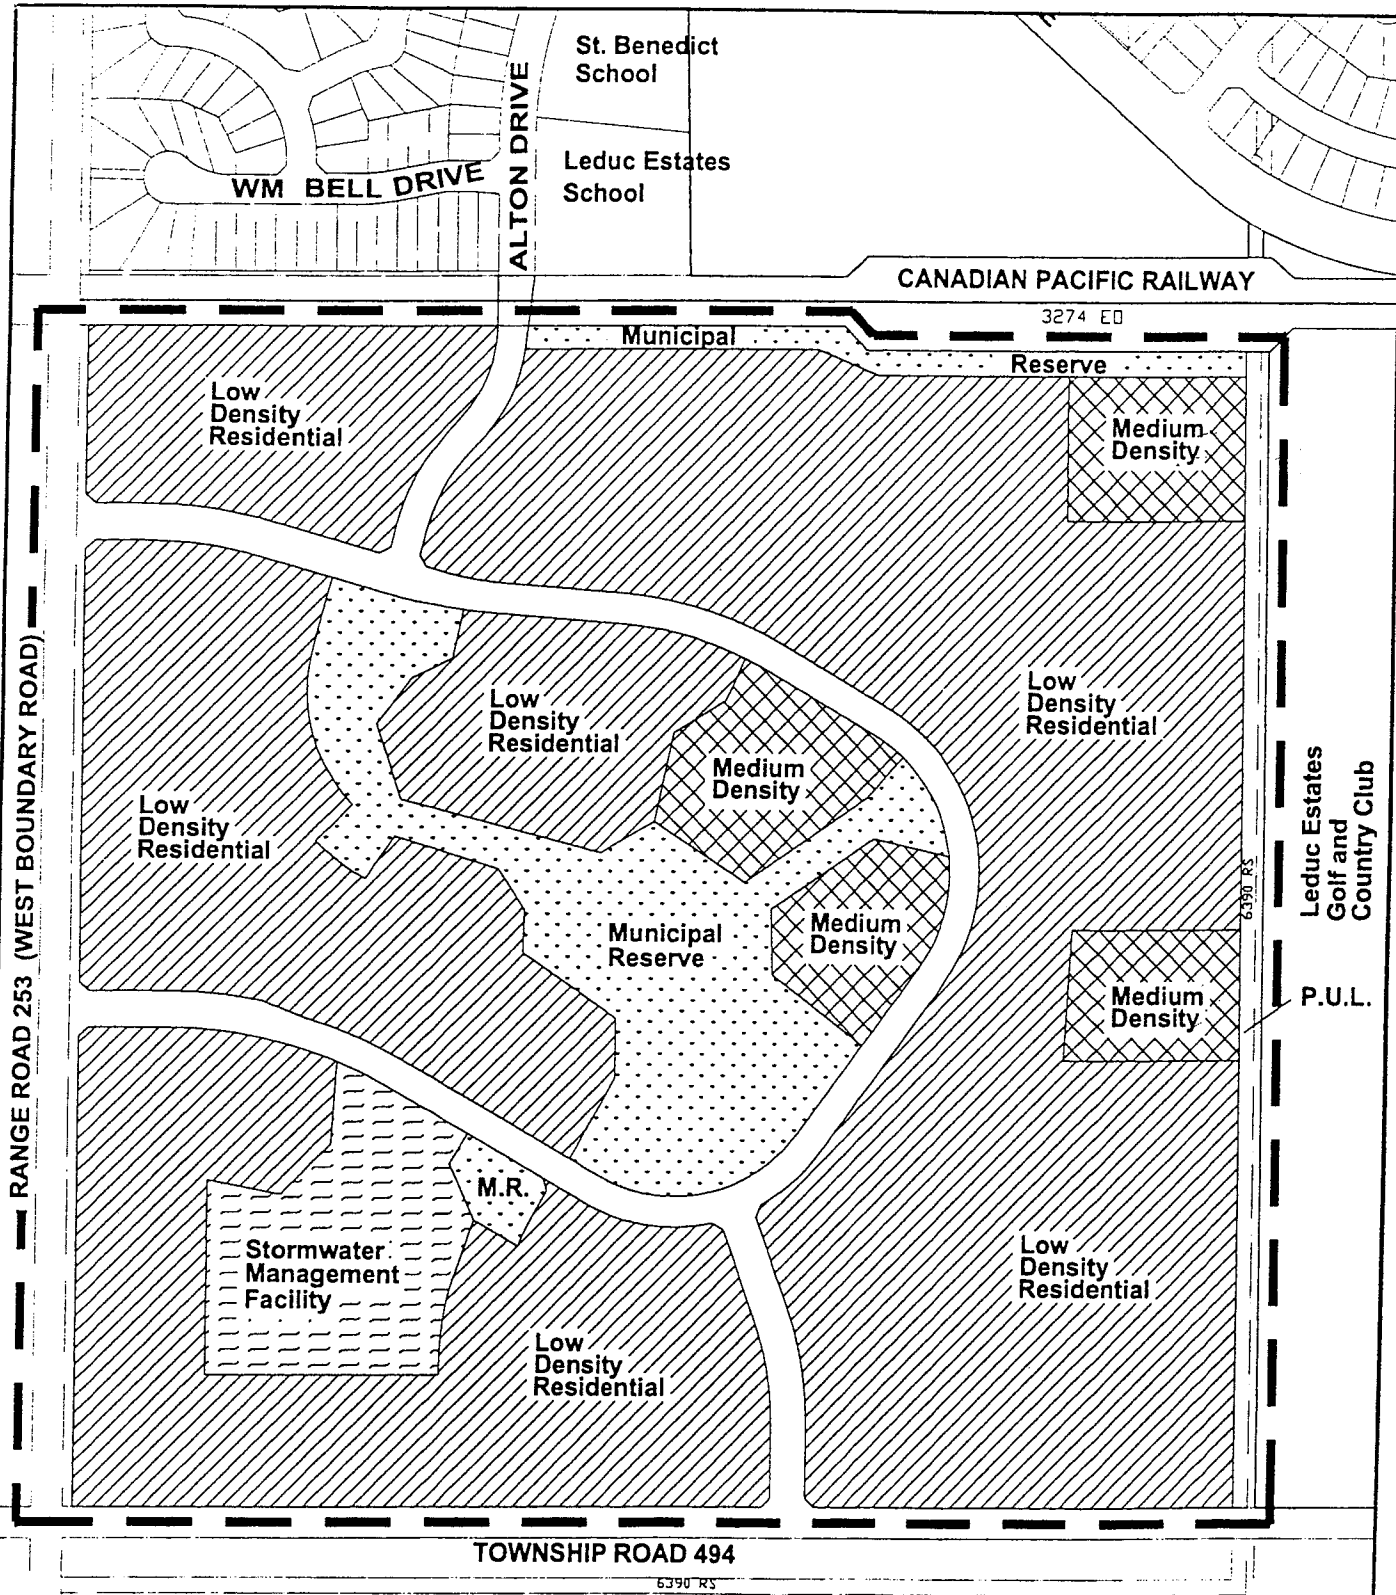 St. Benedict
School
ALTON DRIVE
Leduc Estates
School
WM BELL DRIVE
CANADIAN PACIFIC RAILWAY
3274 EO
Municipal
Reserve
Low
Density
Residential
Medium
Density
RANGE ROAD 253 (WEST BOUNDARY ROAD)
Low
Density
Residential
Low
Density
Residential
Medium
Density
Low
Density
Residential
Leduc Estates
Golf and
Country Club
6390 RS
Municipal
Reserve
Medium
Density
Medium
Density
P.U.L.
M.R.
Stormwater
Management
Facility
Low
Density
Residential
Low
Density
Residential
TOWNSHIP ROAD 494
6390 RS